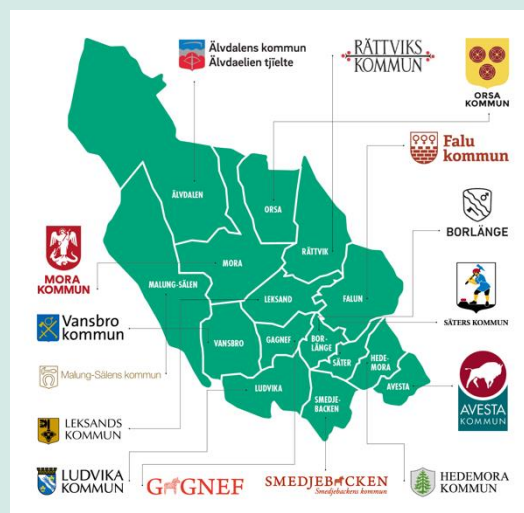 Älvdalens kommun
Älvdaelien tjïelte
RÄTTVIKS
KOMMUN
ORSA
KOMMUN
Falu
kommun
BORLÄNGE
SÄTERS KOMMUN
AVESTA
KOMMUN
HEDEMORA
KOMMUN
SMEDJEBACKEN
Smedjebackens kommun
GAGNEF
LUDVIKA
KOMMUN
LEKSANDS
KOMMUN
Malung-Sälens kommun
Vansbro
kommun
MORA
KOMMUN
ÄLVDALEN
ORSA
RÄTTVIK
MORA
MALUNG-SÄLEN
LEKSAND
FALUN
VANSBRO
GAGNEF
BOR-
LÄNGE
SÄTER
HEDE-
MORA
AVESTA
LUDVIKA
SMEDJE-
BACKEN